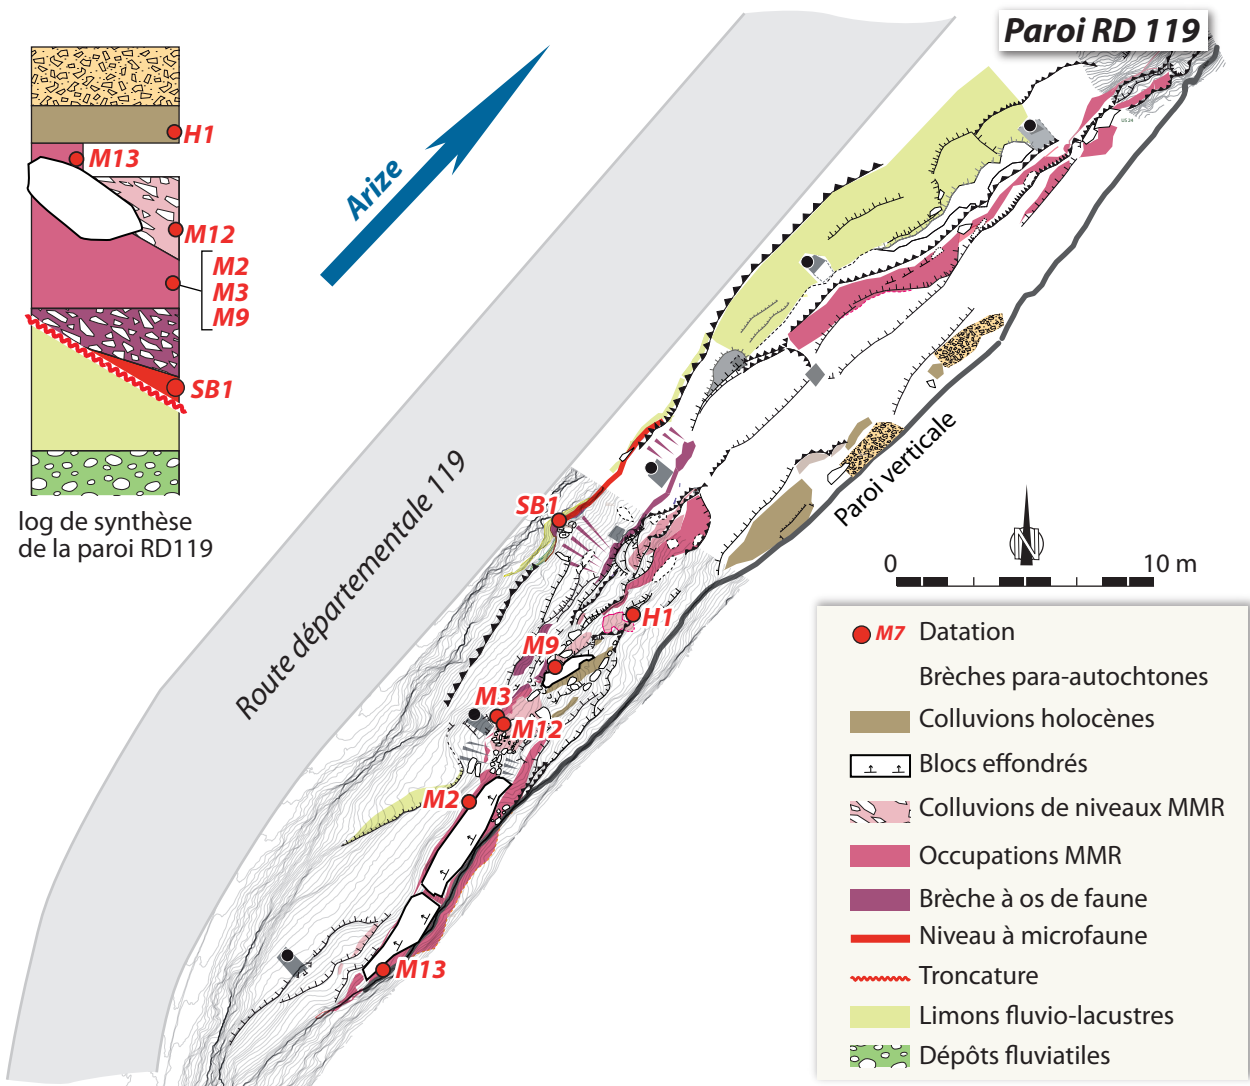 Paroi RD 119
H1
M13
M12
M2
M3
M9
SB1
log de synthèse
de la paroi RD119
Arize
Route départementale 119
Paroi verticale
SB1
H1
M9
M3
M12
M2
M13
N
0 10 m
M7 Datation
Brèches para-autochtones
Colluvions holocènes
Blocs effondrés
Colluvions de niveaux MMR
Occupations MMR
Brèche à os de faune
Niveau à microfaune
Troncature
Limons fluvio-lacustres
Dépôts fluviatiles